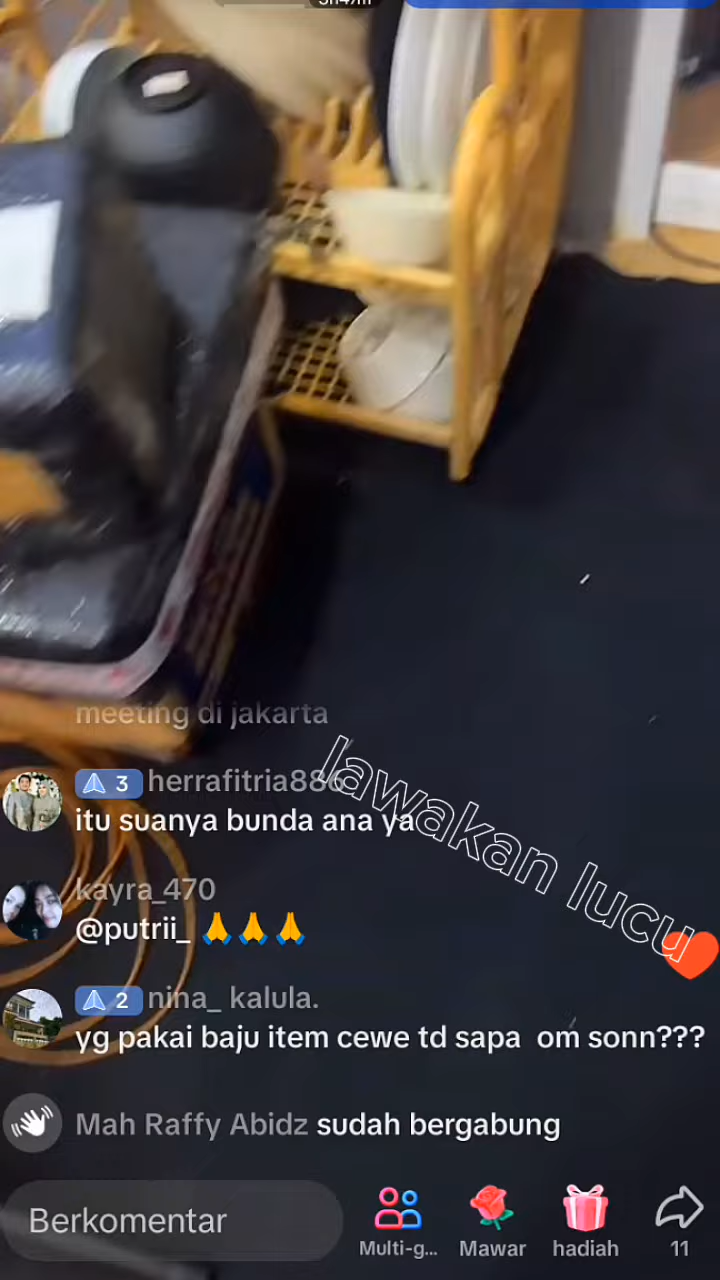 meeting di jakarta
3 herrafitria886
itu suanya bunda ana ya
lawakan lucu
kayra_470
@putrii_ 🙏🙏🙏
2 nina_ kalula.
yg pakai baju item cewe td sapa om sonn???
Mah Raffy Abidz sudah bergabung
Berkomentar
Multi-g...
Mawar
hadiah
11